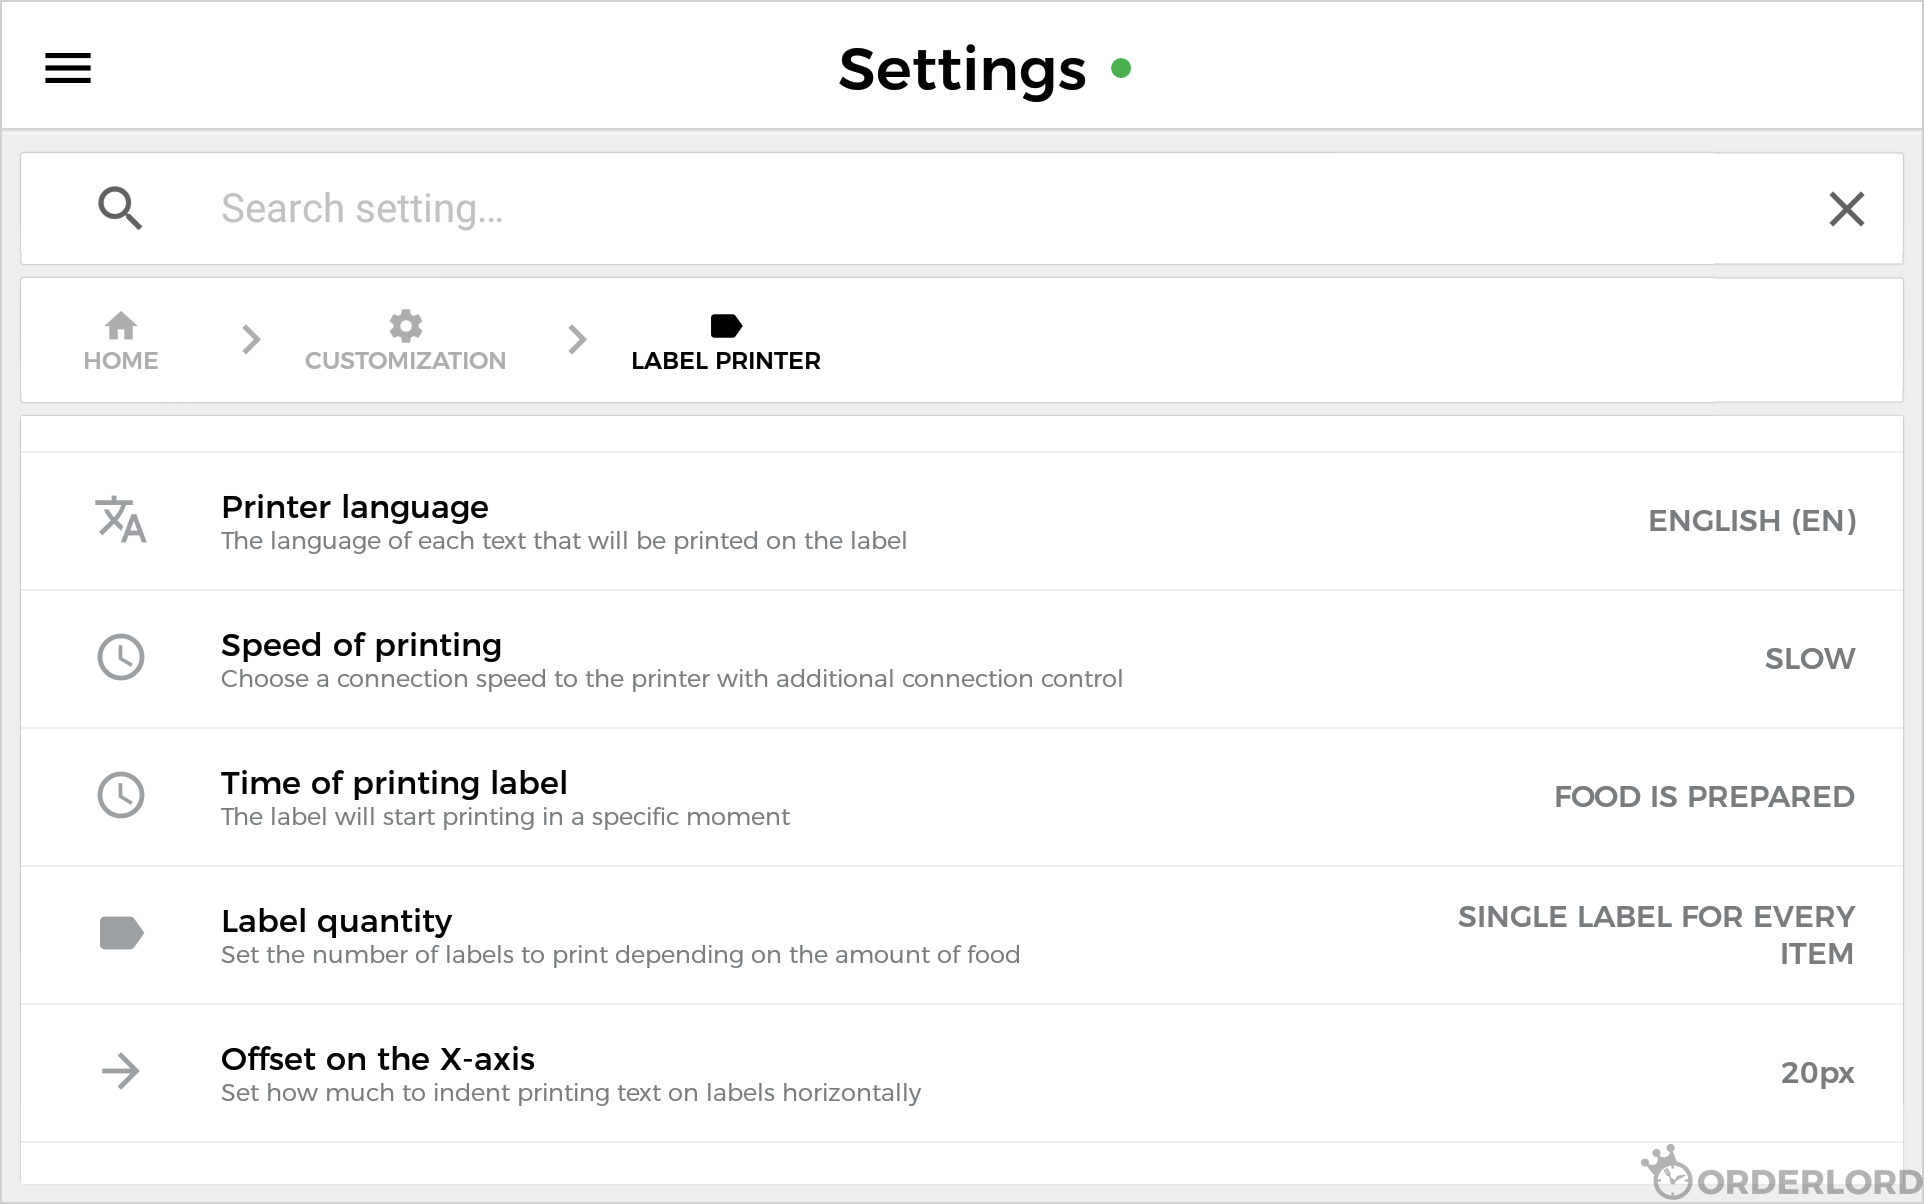 Settings
Search setting...
HOME
CUSTOMIZATION
LABEL PRINTER
Printer language
The language of each text that will be printed on the label
ENGLISH (EN)
Speed of printing
Choose a connection speed to the printer with additional connection control
SLOW
Time of printing label
The label will start printing in a specific moment
FOOD IS PREPARED
Label quantity
Set the number of labels to print depending on the amount of food
SINGLE LABEL FOR EVERY
ITEM
Offset on the X-axis
Set how much to indent printing text on labels horizontally
20px
ORDERLORD